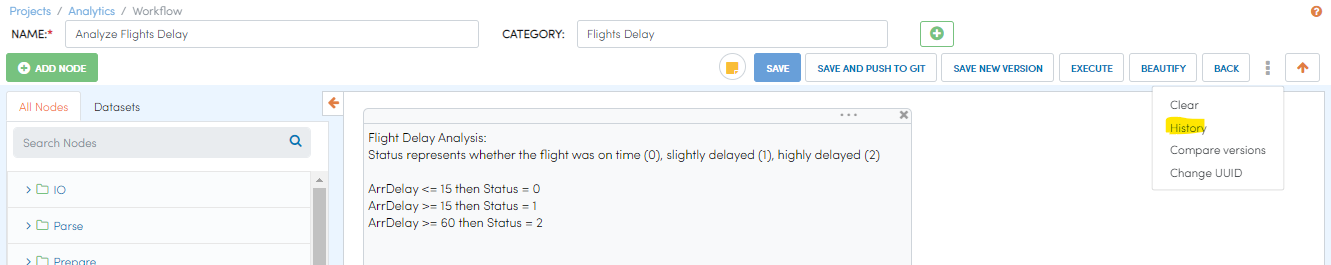 Projects / Analytics / Workflow
NAME:* Analyze Flights Delay CATEGORY: Flights Delay
ADD NODE SAVE SAVE AND PUSH TO GIT SAVE NEW VERSION EXECUTE BEAUTIFY BACK
All Nodes Datasets
Search Nodes
IO
Parse
Prepare
Flight Delay Analysis:
Status represents whether the flight was on time (0), slightly delayed (1), highly delayed (2)
ArrDelay <= 15 then Status = 0
ArrDelay >= 15 then Status = 1
ArrDelay >= 60 then Status = 2
Clear
History
Compare versions
Change UUID